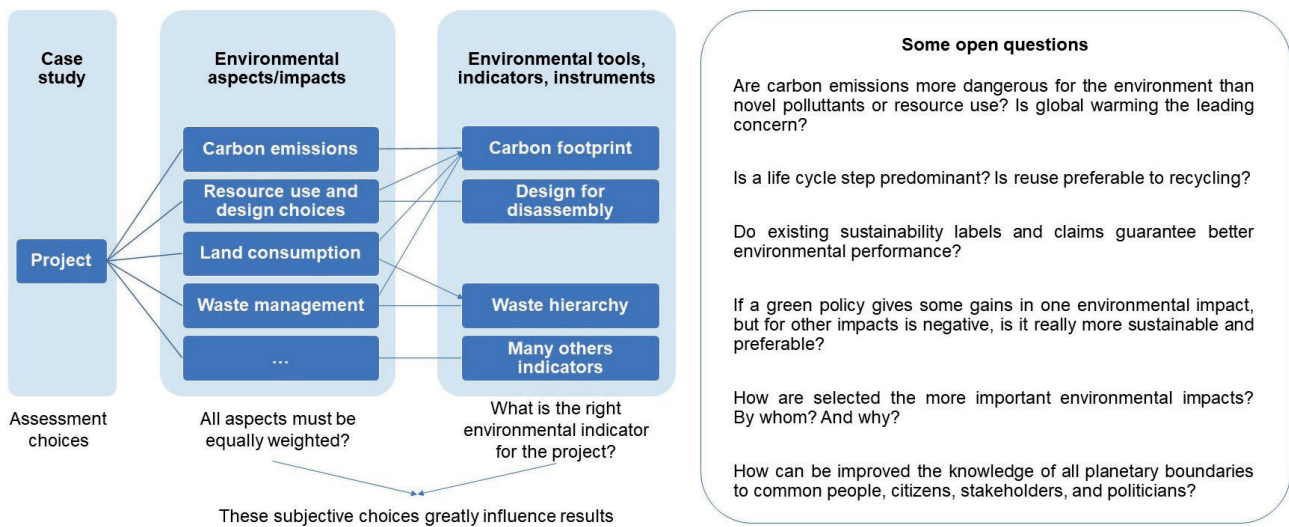 Case
study
Environmental
aspects/impacts
Environmental tools,
indicators, instruments
Project
Carbon emissions
Resource use and
design choices
Land consumption
Waste management
...
Carbon footprint
Design for
disassembly
Waste hierarchy
Many others
indicators
Assessment
choices
All aspects must be
equally weighted?
What is the right
environmental indicator
for the project?
These subjective choices greatly influence results
Some open questions
Are carbon emissions more dangerous for the environment than
novel polluttants or resource use? Is global warming the leading
concern?
Is a life cycle step predominant? Is reuse preferable to recycling?
Do existing sustainability labels and claims guarantee better
environmental performance?
If a green policy gives some gains in one environmental impact,
but for other impacts is negative, is it really more sustainable and
preferable?
How are selected the more important environmental impacts?
By whom? And why?
How can be improved the knowledge of all planetary boundaries
to common people, citizens, stakeholders, and politicians?